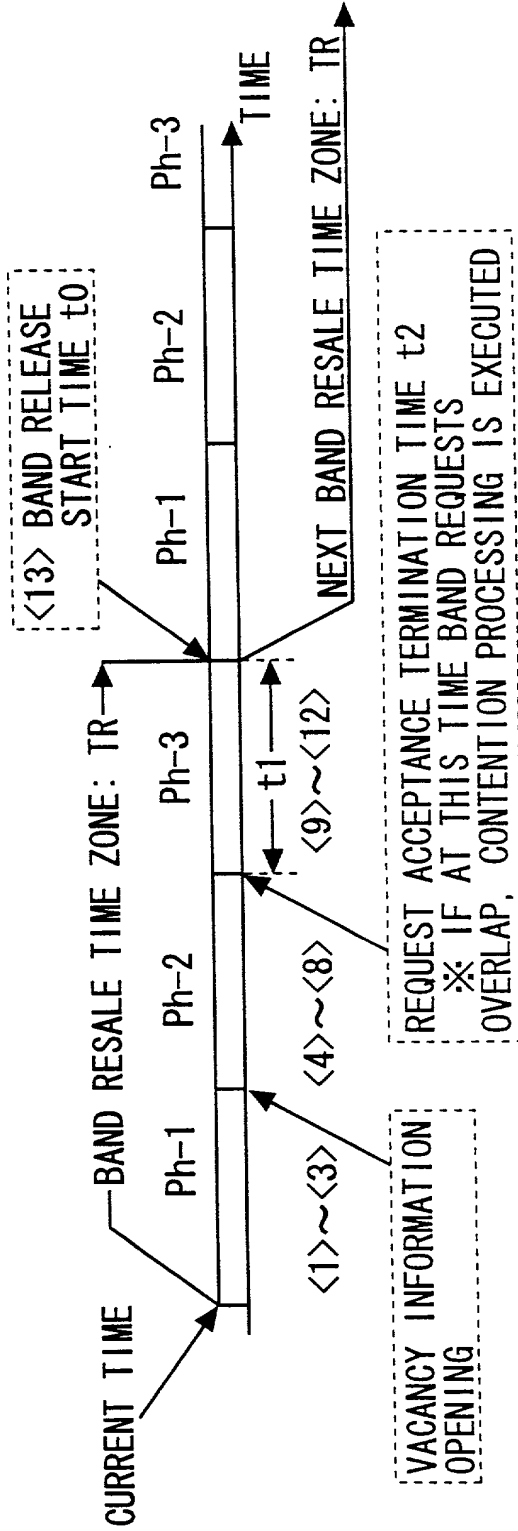 CURRENT TIME
BAND RESALE TIME ZONE: TR
<13> BAND RELEASE
START TIME t0
Ph-1
Ph-2
Ph-3
Ph-1
Ph-2
Ph-3
TIME
t1
<1>~<3>
<4>~<8>
<9>~<12>
NEXT BAND RESALE TIME ZONE: TR
VACANCY INFORMATION
OPENING
REQUEST ACCEPTANCE TERMINATION TIME t2
※ IF AT THIS TIME BAND REQUESTS
OVERLAP, CONTENTION PROCESSING IS EXECUTED